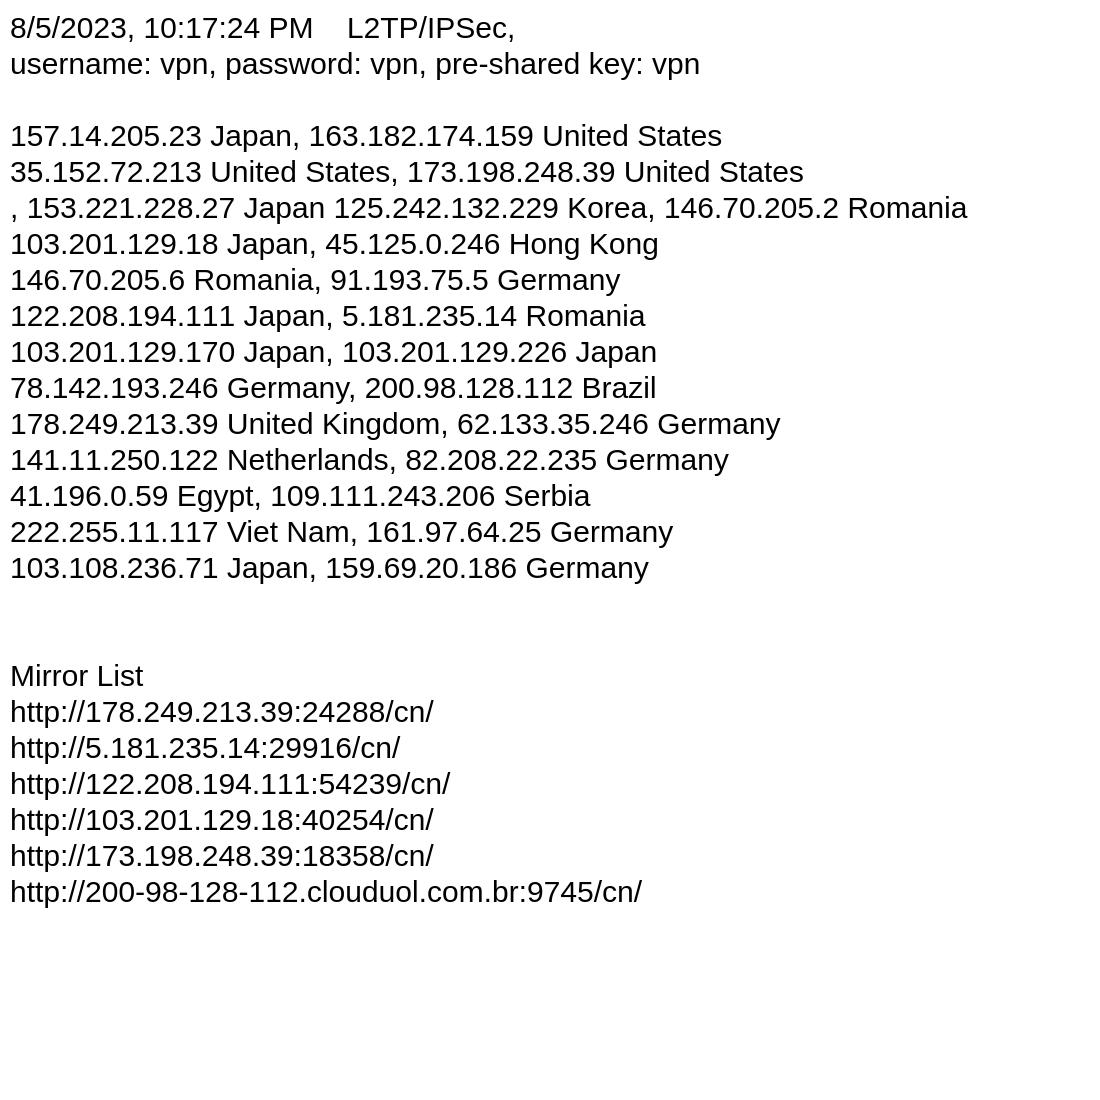 8/5/2023, 10:17:24 PM    L2TP/IPSec,
username: vpn, password: vpn, pre-shared key: vpn
157.14.205.23 Japan, 163.182.174.159 United States
35.152.72.213 United States, 173.198.248.39 United States
, 153.221.228.27 Japan 125.242.132.229 Korea, 146.70.205.2 Romania
103.201.129.18 Japan, 45.125.0.246 Hong Kong
146.70.205.6 Romania, 91.193.75.5 Germany
122.208.194.111 Japan, 5.181.235.14 Romania
103.201.129.170 Japan, 103.201.129.226 Japan
78.142.193.246 Germany, 200.98.128.112 Brazil
178.249.213.39 United Kingdom, 62.133.35.246 Germany
141.11.250.122 Netherlands, 82.208.22.235 Germany
41.196.0.59 Egypt, 109.111.243.206 Serbia
222.255.11.117 Viet Nam, 161.97.64.25 Germany
103.108.236.71 Japan, 159.69.20.186 Germany
Mirror List
http://178.249.213.39:24288/cn/
http://5.181.235.14:29916/cn/
http://122.208.194.111:54239/cn/
http://103.201.129.18:40254/cn/
http://173.198.248.39:18358/cn/
http://200-98-128-112.clouduol.com.br:9745/cn/